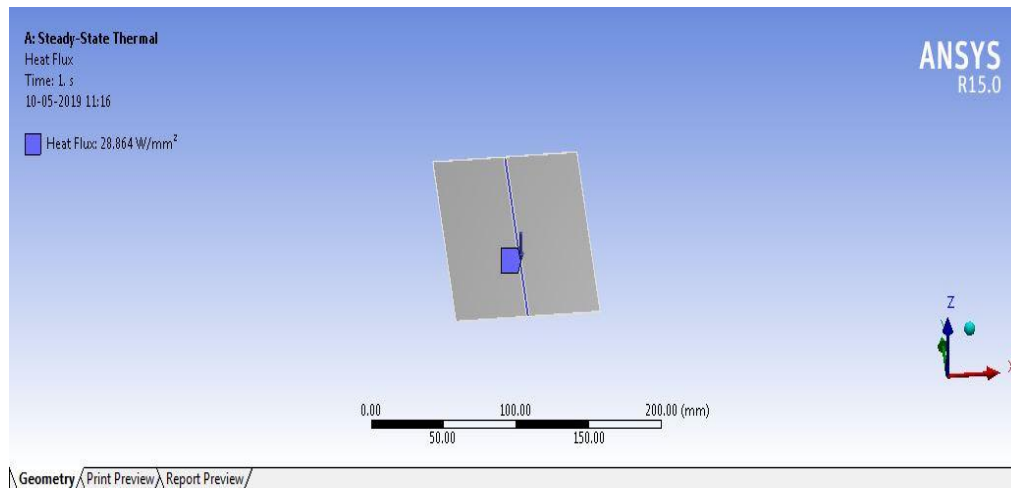 A: Steady-State Thermal
Heat Flux
Time: 1. s
10-05-2019 11:16
Heat Flux: 28.864 W/mm²
ANSYS
R15.0
Z
X
0.00 100.00 200.00 (mm)
50.00 150.00
Geometry Print Preview Report Preview